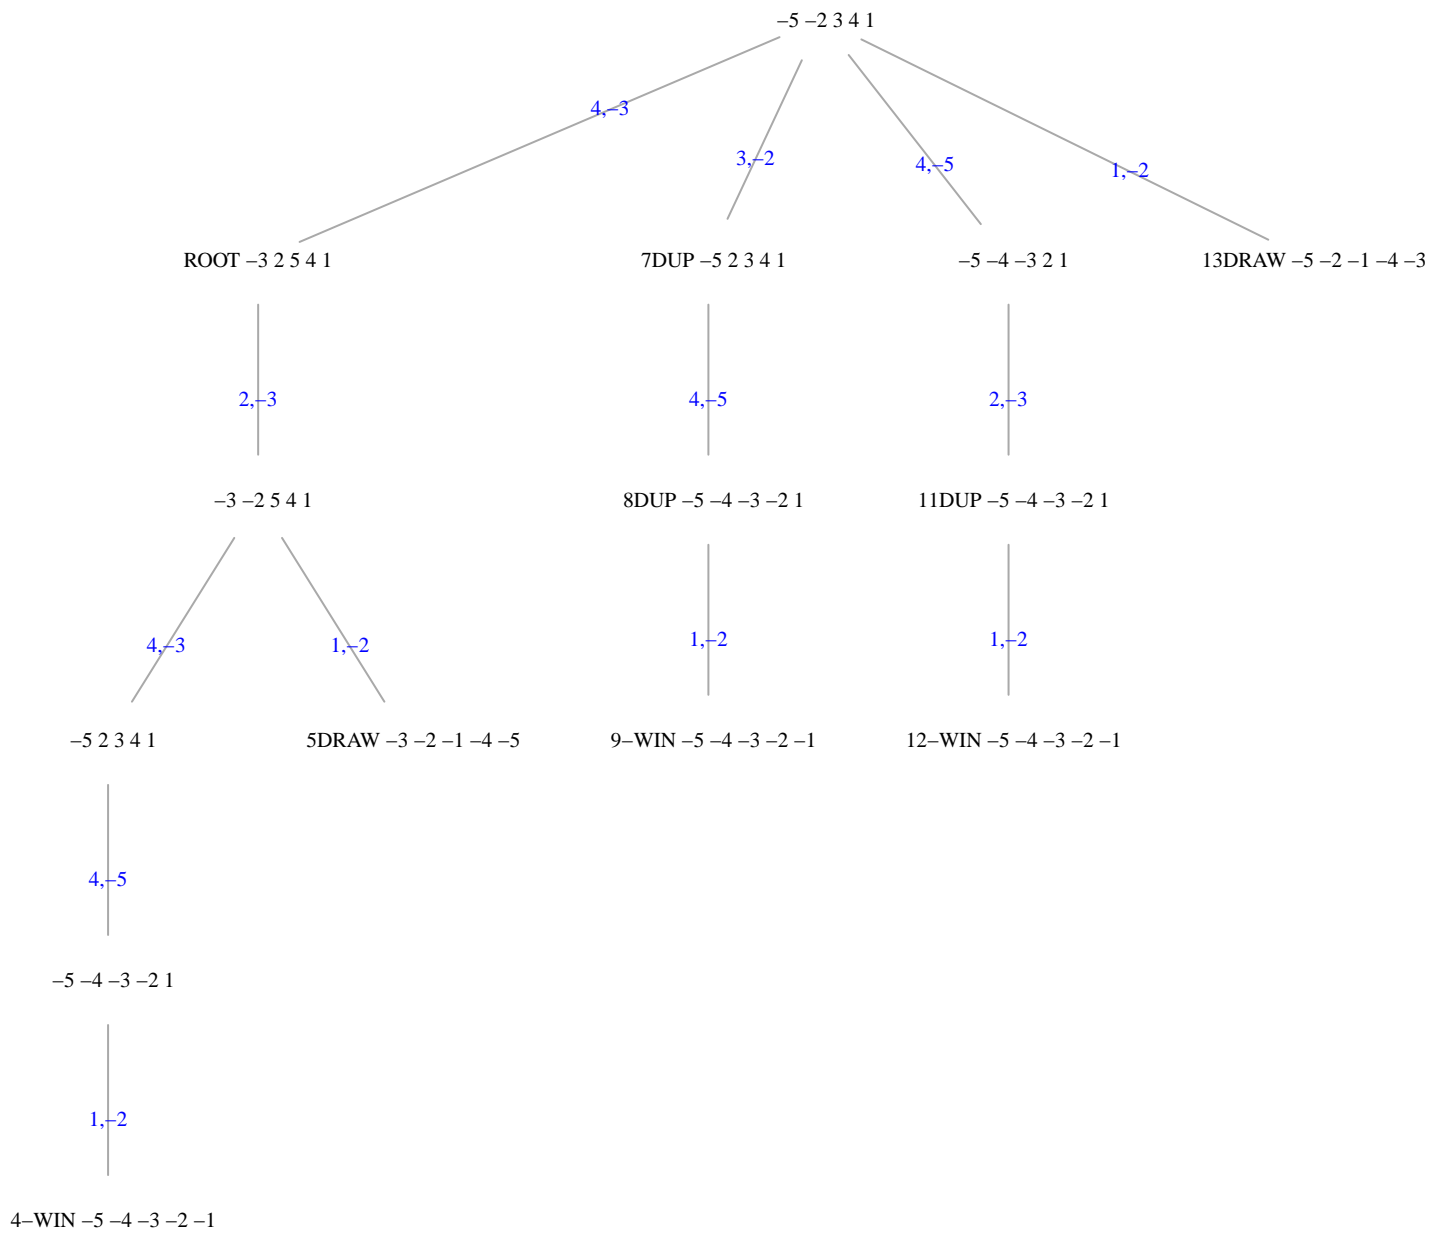 −5 −2 3 4 1
4,−3
3,−2
4,−5
1,−2
ROOT −3 2 5 4 1
7DUP −5 2 3 4 1
−5 −4 −3 2 1
13DRAW −5 −2 −1 −4 −3
2,−3
4,−5
2,−3
−3 −2 5 4 1
8DUP −5 −4 −3 −2 1
11DUP −5 −4 −3 −2 1
4,−3
1,−2
1,−2
1,−2
−5 2 3 4 1
5DRAW −3 −2 −1 −4 −5
9−WIN −5 −4 −3 −2 −1
12−WIN −5 −4 −3 −2 −1
4,−5
−5 −4 −3 −2 1
1,−2
4−WIN −5 −4 −3 −2 −1